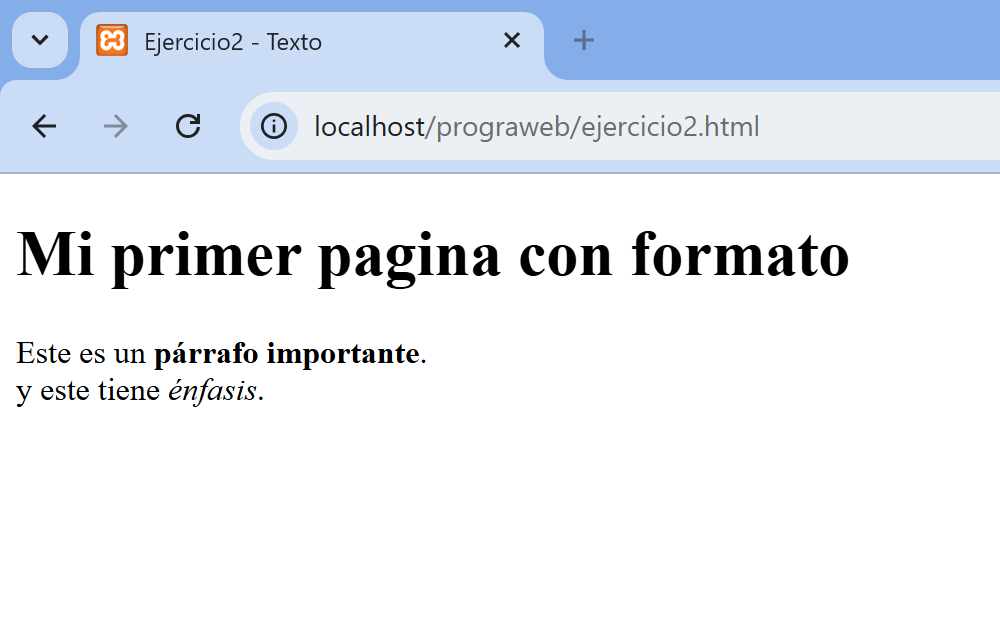 Ejercicio2 - Texto
localhost/prograweb/ejercicio2.html
Mi primer pagina con formato
Este es un párrafo importante.
y este tiene énfasis.